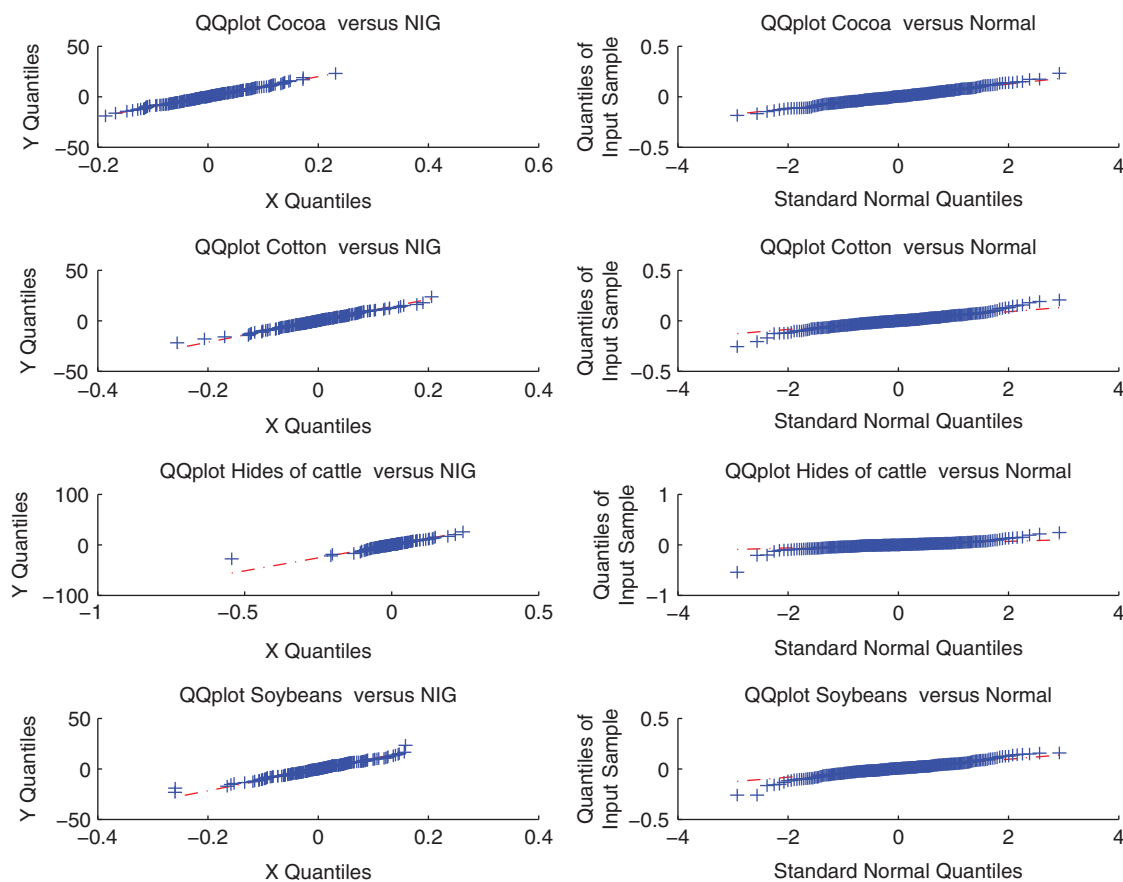 QQplot Cocoa versus NIG
Y Quantiles
50
0
−50
−0.2
0
0.2
0.4
0.6
X Quantiles
QQplot Cocoa versus Normal
Quantiles of
Input Sample
0.5
0
−0.5
−4
−2
0
2
4
Standard Normal Quantiles
QQplot Cotton versus NIG
Y Quantiles
50
0
−50
−0.4
−0.2
0
0.2
0.4
X Quantiles
QQplot Cotton versus Normal
Quantiles of
Input Sample
0.5
0
−0.5
−4
−2
0
2
4
Standard Normal Quantiles
QQplot Hides of cattle versus NIG
Y Quantiles
100
0
−100
−1
−0.5
0
0.5
X Quantiles
QQplot Hides of cattle versus Normal
Quantiles of
Input Sample
1
0
−1
−4
−2
0
2
4
Standard Normal Quantiles
QQplot Soybeans versus NIG
Y Quantiles
50
0
−50
−0.4
−0.2
0
0.2
0.4
X Quantiles
QQplot Soybeans versus Normal
Quantiles of
Input Sample
0.5
0
−0.5
−4
−2
0
2
4
Standard Normal Quantiles